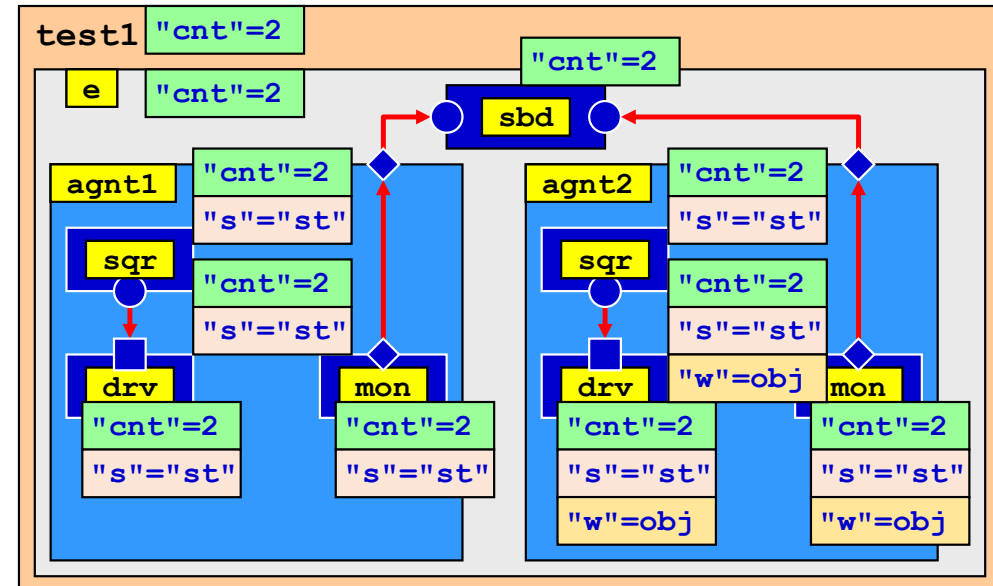 test1 "cnt"=2
e "cnt"=2
"cnt"=2
sbd
agnt1 "cnt"=2
"s"="st"
sqr
"cnt"=2
"s"="st"
drv
"cnt"=2
"s"="st"
mon
"cnt"=2
"s"="st"
agnt2 "cnt"=2
"s"="st"
sqr
"cnt"=2
"s"="st"
"w"=obj
drv
"cnt"=2
"s"="st"
"w"=obj
mon
"cnt"=2
"s"="st"
"w"=obj